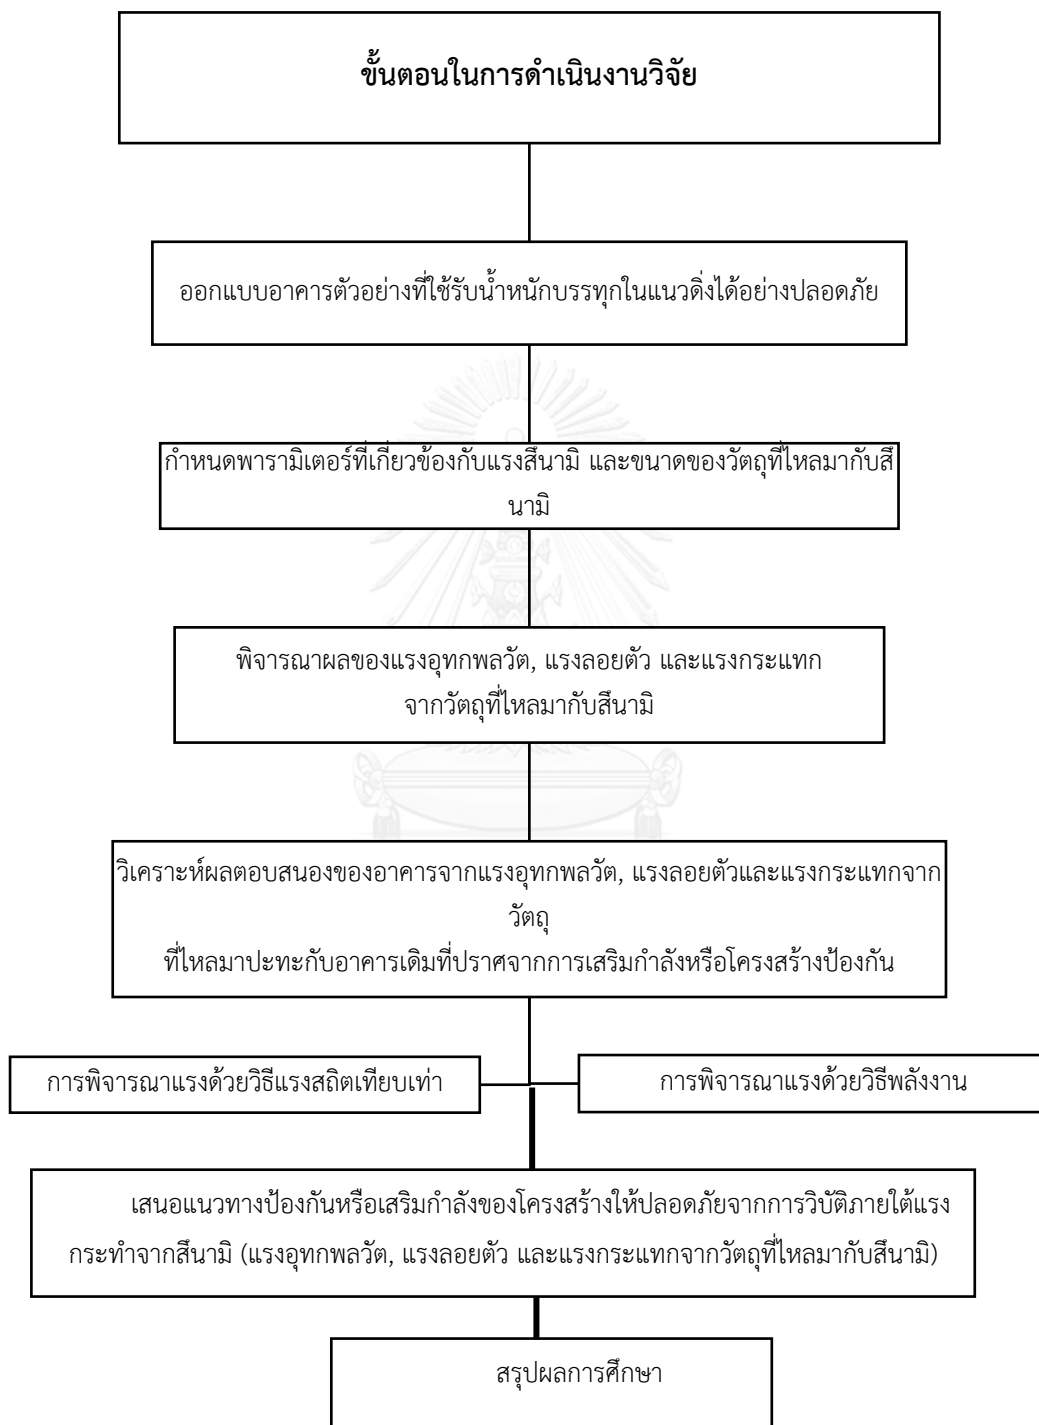 ขั้นตอนในการดำเนินงานวิจัย
ออกแบบอาคารตัวอย่างที่ใช้รับน้ำหนักบรรทุกในแนวดิ่งได้อย่างปลอดภัย
กำหนดพารามิเตอร์ที่เกี่ยวข้องกับแรงสึนามิ และขนาดของวัตถุที่ไหลมากับสึ
นามิ
พิจารณาผลของแรงอุทกพลวัต, แรงลอยตัว และแรงกระแทก
จากวัตถุที่ไหลมากับสึนามิ
วิเคราะห์ผลตอบสนองของอาคารจากแรงอุทกพลวัต, แรงลอยตัวและแรงกระแทกจาก
วัตถุ
ที่ไหลมาปะทะกับอาคารเดิมที่ปราศจากการเสริมกำลังหรือโครงสร้างป้องกัน
การพิจารณาแรงด้วยวิธีแรงสถิตเทียบเท่า
การพิจารณาแรงด้วยวิธีพลังงาน
เสนอแนวทางป้องกันหรือเสริมกำลังของโครงสร้างให้ปลอดภัยจากการวิบัติภายใต้แรง
กระทำจากสึนามิ (แรงอุทกพลวัต, แรงลอยตัว และแรงกระแทกจากวัตถุที่ไหลมากับสึนามิ)
สรุปผลการศึกษา